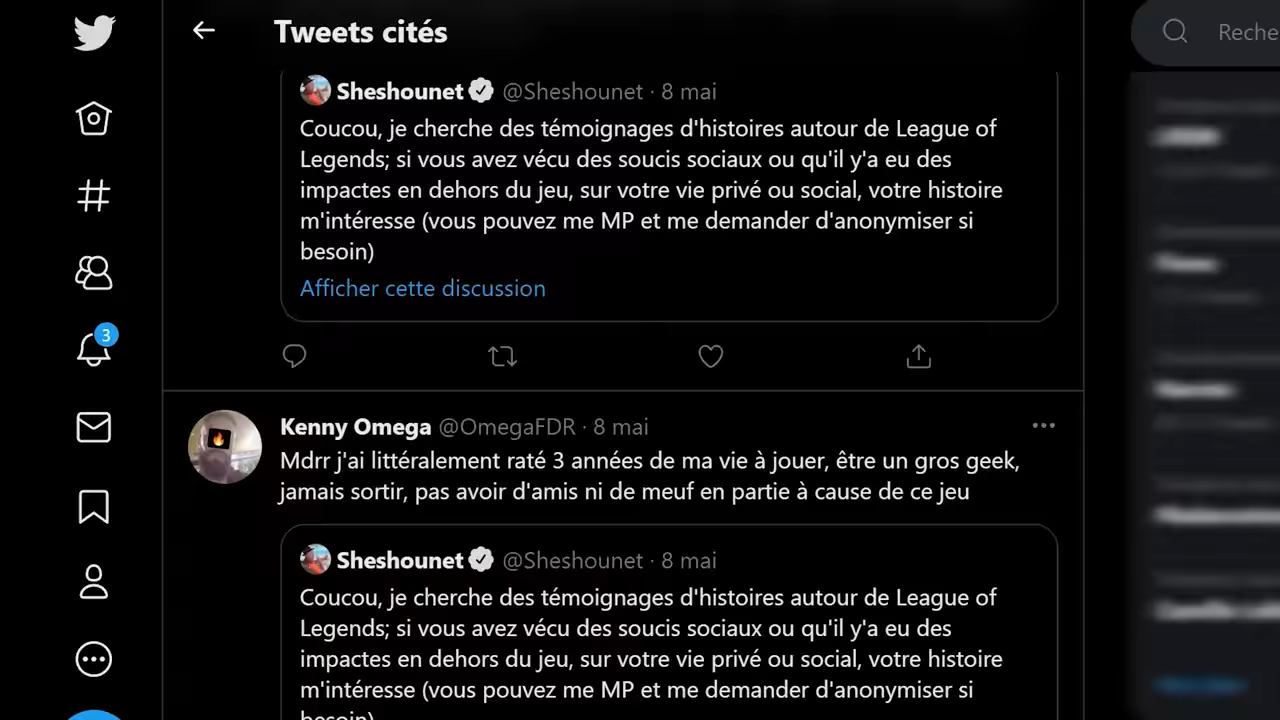 Tweets cités
Reche
Sheshounet @Sheshounet · 8 mai
Coucou, je cherche des témoignages d'histoires autour de League of
Legends; si vous avez vécu des soucis sociaux ou qu'il y'a eu des
impactes en dehors du jeu, sur votre vie privé ou social, votre histoire
m'intéresse (vous pouvez me MP et me demander d'anonymiser si
besoin)
Afficher cette discussion
3
Kenny Omega @OmegaFDR · 8 mai
Mdrr j'ai littéralement raté 3 années de ma vie à jouer, être un gros geek,
jamais sortir, pas avoir d'amis ni de meuf en partie à cause de ce jeu
Sheshounet @Sheshounet · 8 mai
Coucou, je cherche des témoignages d'histoires autour de League of
Legends; si vous avez vécu des soucis sociaux ou qu'il y'a eu des
impactes en dehors du jeu, sur votre vie privé ou social, votre histoire
m'intéresse (vous pouvez me MP et me demander d'anonymiser si
besoin)